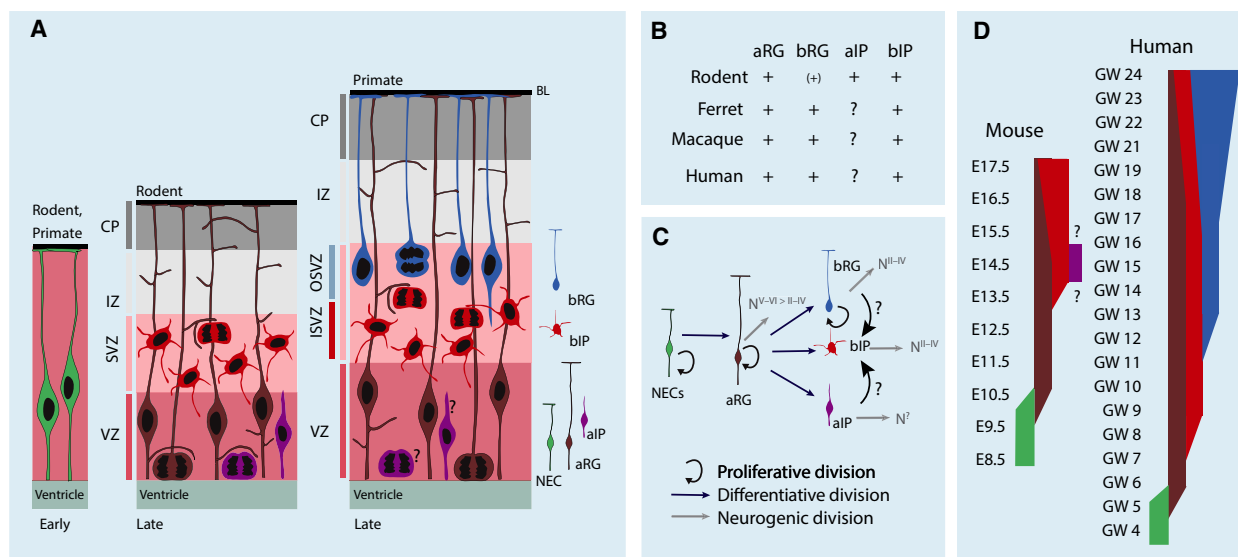 A
Rodent,
Primate
Ventricle
Early
Rodent
CP
IZ
SVZ
VZ
Ventricle
Late
Primate
BL
CP
IZ
OSVZ
ISVZ
VZ
?
?
Ventricle
Late
bRG
bIP
aIP
aRG
NEC
B
aRG bRG aIP bIP
Rodent + (+) + +
Ferret + + ? +
Macaque + + ? +
Human + + ? +
C
NECs
aRG
N V–VI > II–IV
bRG
N II–IV
?
bIP
N II–IV
?
aIP
N ?
Proliferative division
Differentiative division
Neurogenic division
D
Mouse
E17.5
E16.5
E15.5
E14.5
E13.5
E12.5
E11.5
E10.5
E9.5
E8.5
?
?
Human
GW 24
GW 23
GW 22
GW 21
GW 19
GW 18
GW 17
GW 16
GW 15
GW 14
GW 13
GW 12
GW 11
GW 10
GW 9
GW 8
GW 7
GW 6
GW 5
GW 4